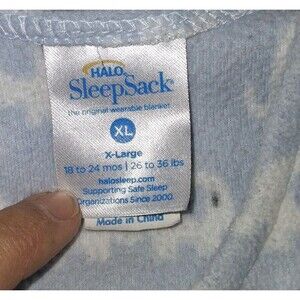 HALO
SleepSack®
the original wearable blanket
XL
X-Large
18 to 24 mos | 26 to 36 lbs
halosleep.com
Supporting Safe Sleep
Organizations Since 2000
Made in China